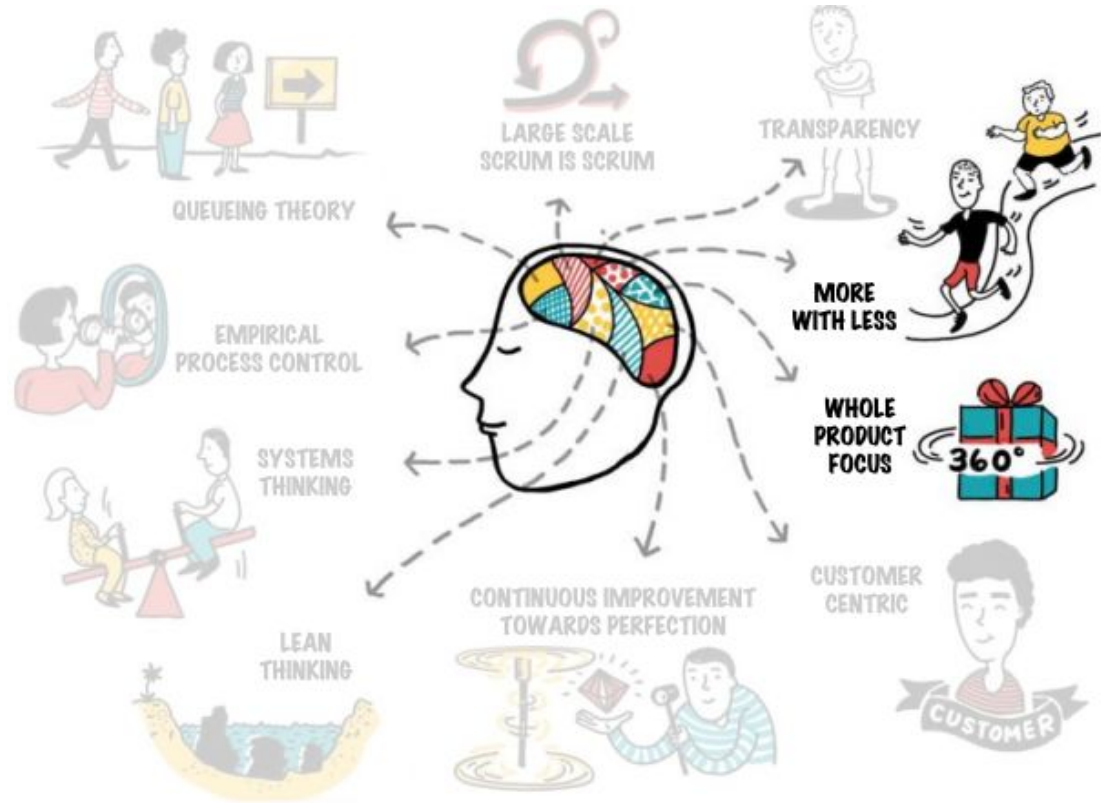 LARGE SCALE
SCRUM IS SCRUM
TRANSPARENCY
QUEUEING THEORY
MORE
WITH LESS
EMPIRICAL
PROCESS CONTROL
WHOLE
PRODUCT
FOCUS
360°
SYSTEMS
THINKING
CUSTOMER
CENTRIC
CONTINUOUS IMPROVEMENT
TOWARDS PERFECTION
LEAN
THINKING
CUSTOMER